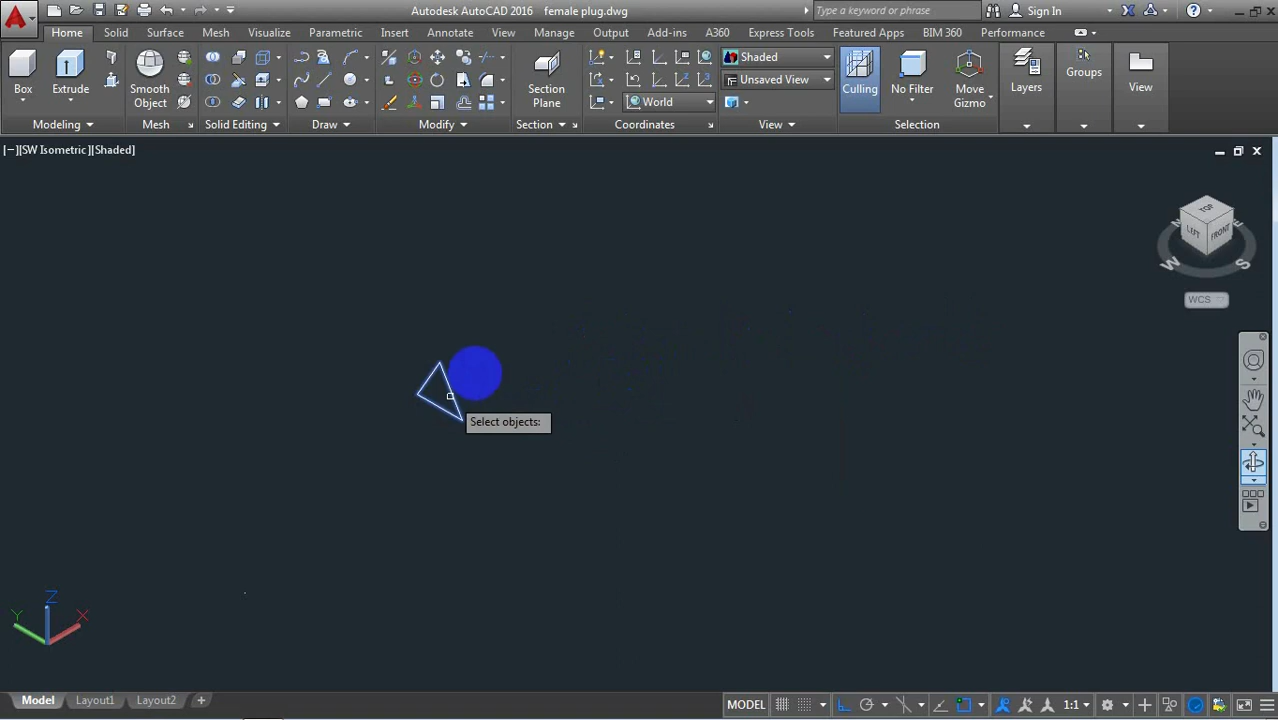 Autodesk AutoCAD 2016 female plug.dwg
Type a keyword or phrase
Sign In
Home Solid Surface Mesh Visualize Parametric Insert Annotate View Manage Output Add-ins A360 Express Tools Featured Apps BIM 360 Performance
Box
Extrude
Smooth
Object
Section
Plane
Shaded
Unsaved View
World
Culling
No Filter
Move
Gizmo
Layers
Groups
View
Modeling Mesh Solid Editing Draw Modify Section Coordinates View Selection
[−][SW Isometric][Shaded]
TOP
LEFT
FRONT
N
E
W
S
WCS
Select objects:
Z
Y
X
Model Layout1 Layout2 +
MODEL
1:1